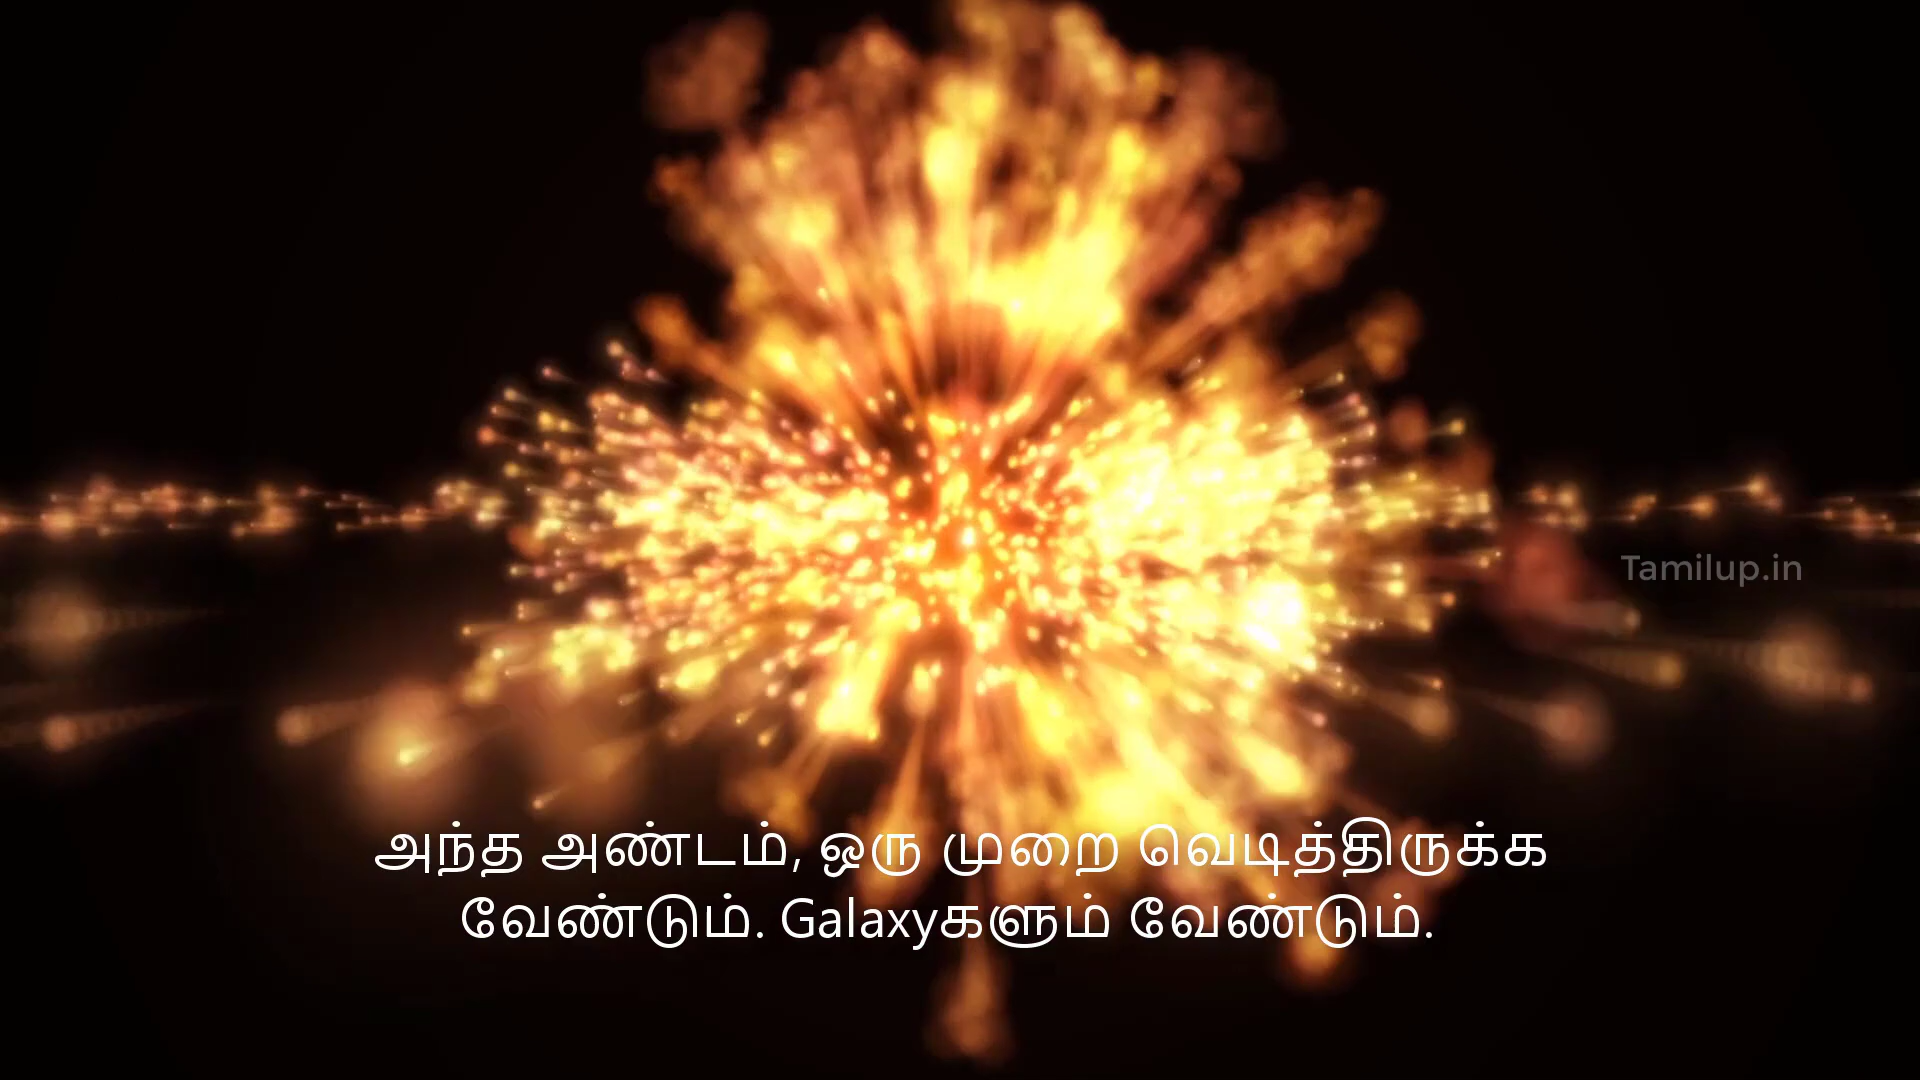 Tamilup.in
அந்த அண்டம், ஒரு முறை வெடித்திருக்க
வேண்டும். Galaxyகளும் வேண்டும்.